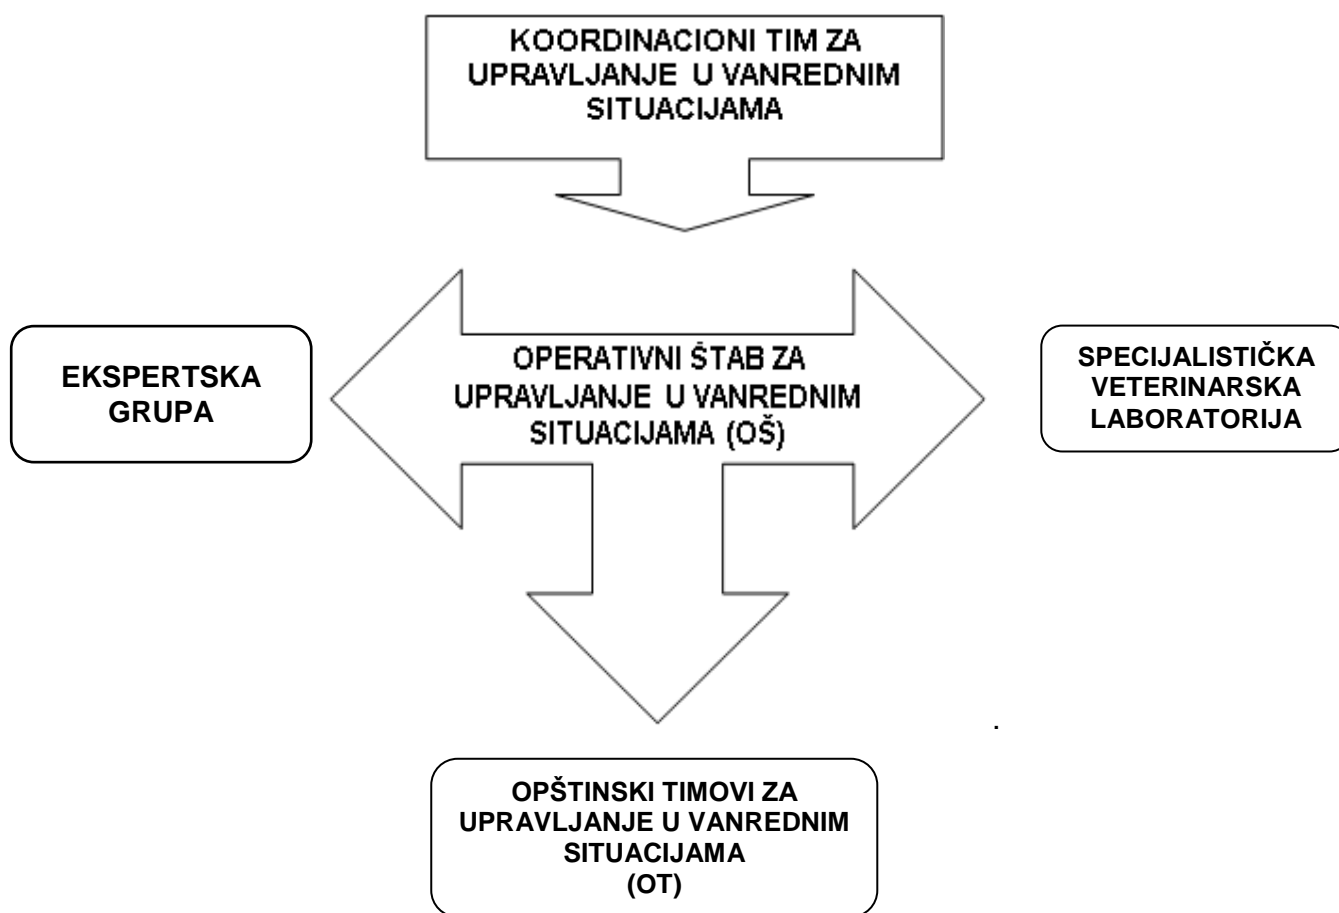 KOORDINACIONI TIM ZA
UPRAVLJANJE U VANREDNIM
SITUACIJAMA
EKSPERTSKA
GRUPA
OPERATIVNI ŠTAB ZA
UPRAVLJANJE U VANREDNIM
SITUACIJAMA (OŠ)
SPECIJALISTIČKA
VETERINARSKA
LABORATORIJA
.
OPŠTINSKI TIMOVI ZA
UPRAVLJANJE U VANREDNIM
SITUACIJAMA
(OT)